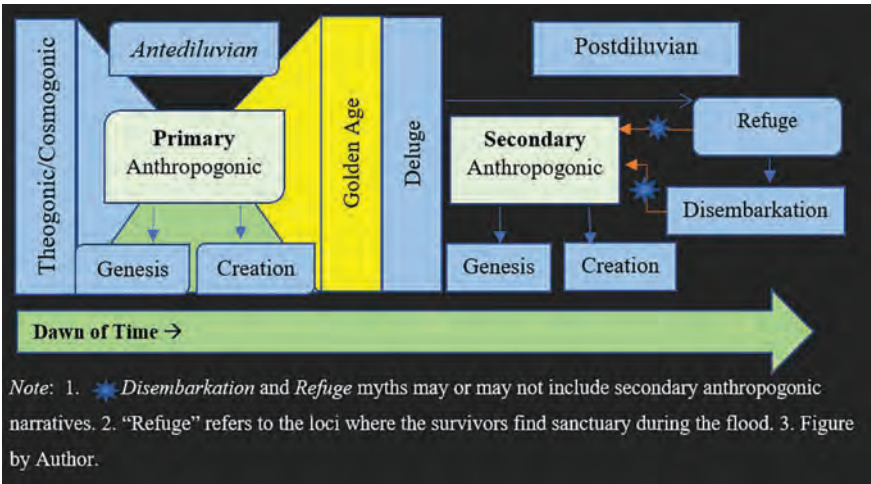 Antediluvian
Postdiluvian
Theogonic/Cosmogonic
Primary
Anthropogonic
Golden Age
Deluge
Secondary
Anthropogonic
Refuge
Disembarkation
Genesis
Creation
Genesis
Creation
Dawn of Time →
Note: 1. Disembarkation and Refuge myths may or may not include secondary anthropogonic
narratives. 2. “Refuge” refers to the loci where the survivors find sanctuary during the flood. 3. Figure
by Author.